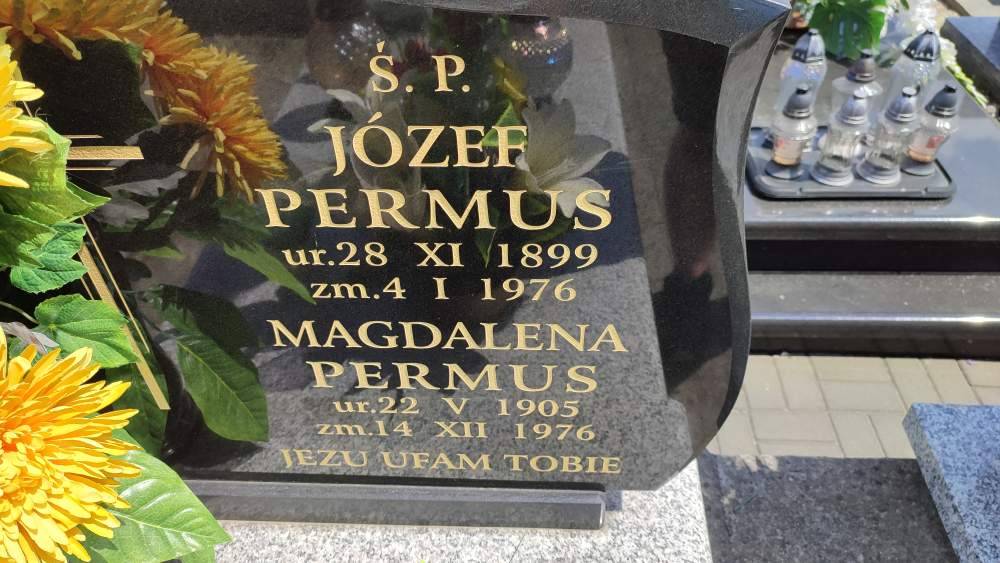 Ś. P.
JÓZEF
PERMUS
ur.28 XI 1899
zm.4 I 1976
MAGDALENA
PERMUS
ur.22 V 1905
zm.14 XII 1976
JEZU UFAM TOBIE